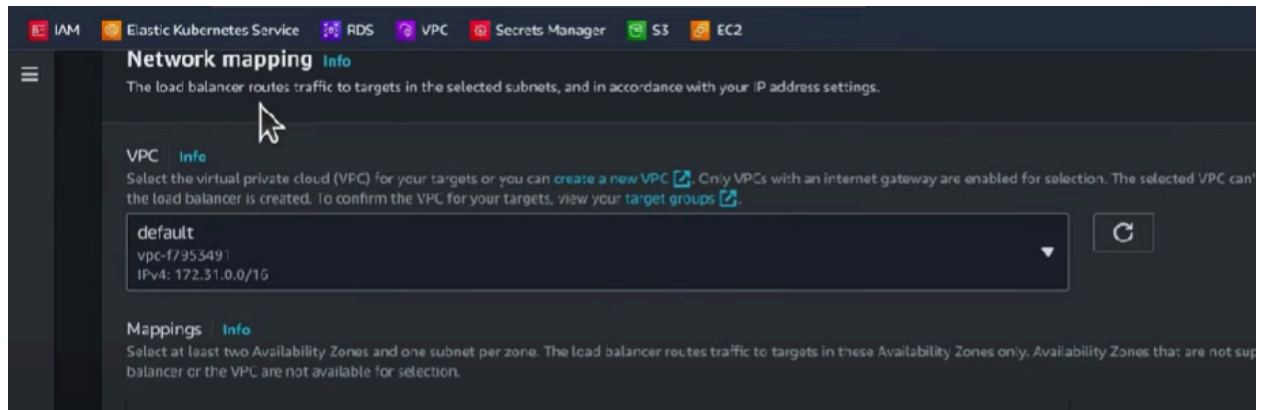 IAM Elastic Kubernetes Service RDS VPC Secrets Manager S3 EC2
Network mapping Info
The load balancer routes traffic to targets in the selected subnets, and in accordance with your IP address settings.
VPC Info
Select the virtual private cloud (VPC) for your targets or you can create a new VPC. Only VPCs with an internet gateway are enabled for selection. The selected VPC can'
the load balancer is created. To confirm the VPC for your targets, view your target groups.
default
vpc-f7953491
IPv4: 172.31.0.0/16
Mappings Info
Select at least two Availability Zones and one subnet per zone. The load balancer routes traffic to targets in these Availability Zones only. Availability Zones that are not sup
balancer or the VPC are not available for selection.